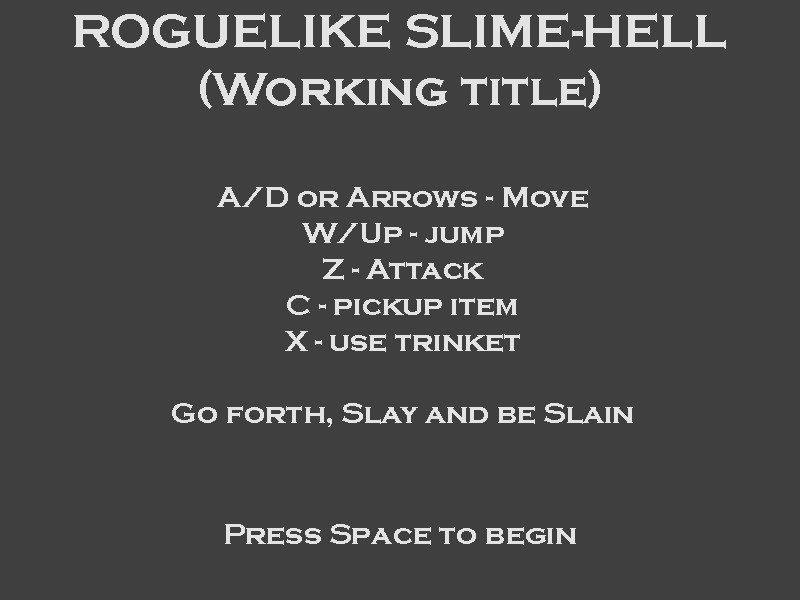 ROGUELIKE SLIME-HELL
(Working title)
A/D or Arrows - Move
W/Up - jump
Z - Attack
C - pickup item
X - use trinket
Go forth, Slay and be Slain
Press Space to begin